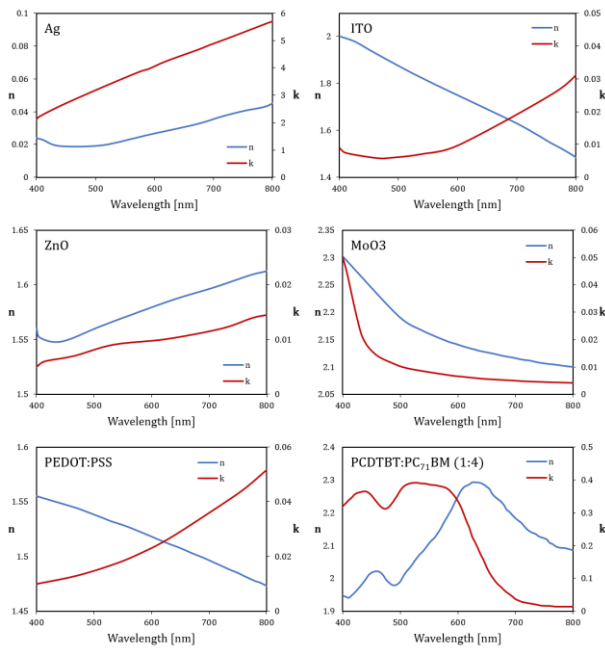 Ag
0.1
0.08
0.06
0.04
0.02
0
n
6
5
4
3
2
1
0
k
n
k
400 500 600 700 800
Wavelength [nm]
ITO
2
1.8
1.6
1.4
n
0.05
0.04
0.03
0.02
0.01
0
k
n
k
400 500 600 700 800
Wavelength [nm]
ZnO
1.65
1.6
1.55
1.5
n
0.03
0.02
0.01
0
k
n
k
400 500 600 700 800
Wavelength [nm]
MoO3
2.35
2.3
2.25
2.2
2.15
2.1
2.05
n
0.06
0.05
0.04
0.03
0.02
0.01
0
k
n
k
400 500 600 700 800
Wavelength [nm]
PEDOT:PSS
1.6
1.55
1.5
1.45
n
0.06
0.04
0.02
0
k
n
k
400 500 600 700 800
Wavelength [nm]
PCDTBT:PC₇₁BM (1:4)
2.4
2.3
2.2
2.1
2
1.9
n
0.5
0.4
0.3
0.2
0.1
0
k
n
k
400 500 600 700 800
Wavelength [nm]